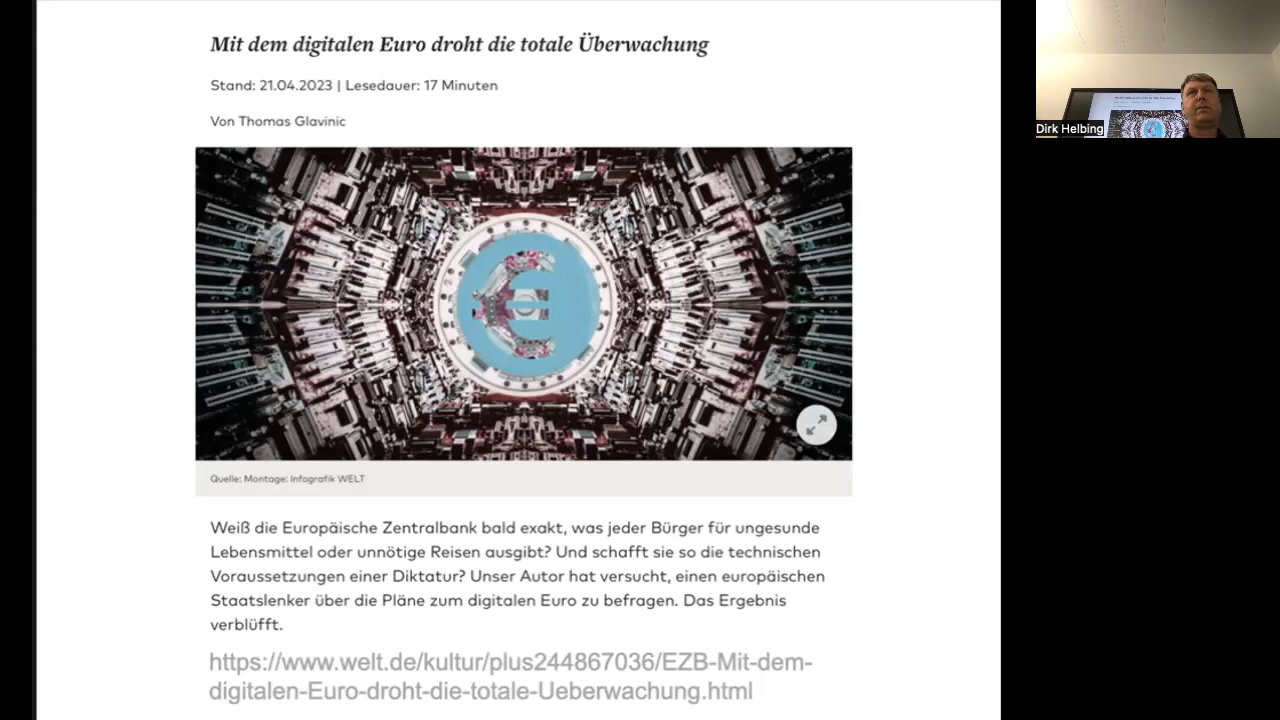 Mit dem digitalen Euro droht die totale Überwachung
Stand: 21.04.2023 | Lesedauer: 17 Minuten
Von Thomas Glavinic
€
Quelle: Montage: Infografik WELT
Weiß die Europäische Zentralbank bald exakt, was jeder Bürger für ungesunde
Lebensmittel oder unnötige Reisen ausgibt? Und schafft sie so die technischen
Voraussetzungen einer Diktatur? Unser Autor hat versucht, einen europäischen
Staatslenker über die Pläne zum digitalen Euro zu befragen. Das Ergebnis
verblüfft.
https://www.welt.de/kultur/plus244867036/EZB-Mit-dem-
digitalen-Euro-droht-die-totale-Ueberwachung.html
Dirk Helbing